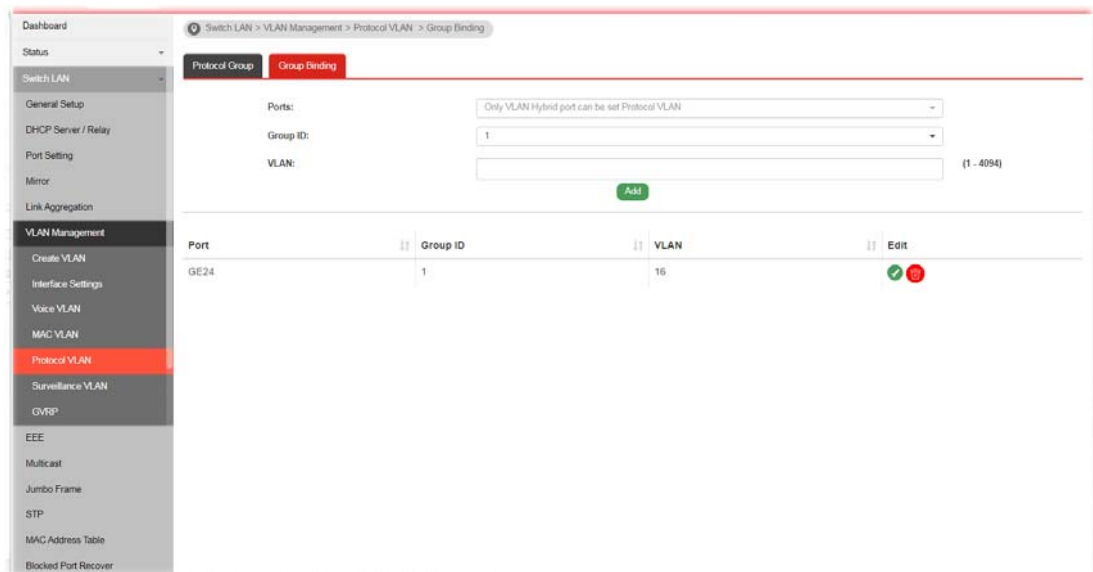 Dashboard
Switch LAN > VLAN Management > Protocol VLAN > Group Binding
Status
Switch LAN
General Setup
DHCP Server / Relay
Port Setting
Mirror
Link Aggregation
VLAN Management
Create VLAN
Interface Settings
Voice VLAN
MAC VLAN
Protocol VLAN
Surveillance VLAN
GVRP
EEE
Multicast
Jumbo Frame
STP
MAC Address Table
Blocked Port Recover
Protocol Group Group Binding
Ports: Only VLAN Hybrid port can be set Protocol VLAN
Group ID: 1
VLAN: (1 - 4094)
Add
Port Group ID VLAN Edit
GE24 1 16